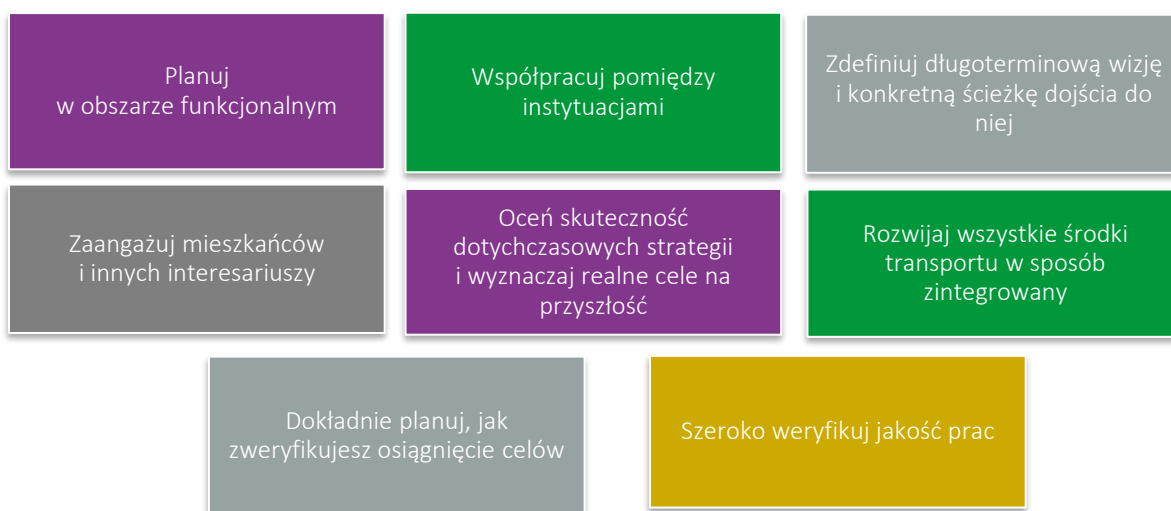 Planuj
w obszarze funkcjonalnym
Współpracuj pomiędzy
instytuacjami
Zdefiniuj długoterminową wizję
i konkretną ścieżkę dojścia do
niej
Zaangażuj mieszkańców
i innych interesariuszy
Oceń skuteczność
dotychczasowych strategii
i wyznaczaj realne cele na
przyszłość
Rozwijaj wszystkie środki
transportu w sposób
zintegrowany
Dokładnie planuj, jak
zweryfikujesz osiągnięcie celów
Szeroko weryfikuj jakość prac